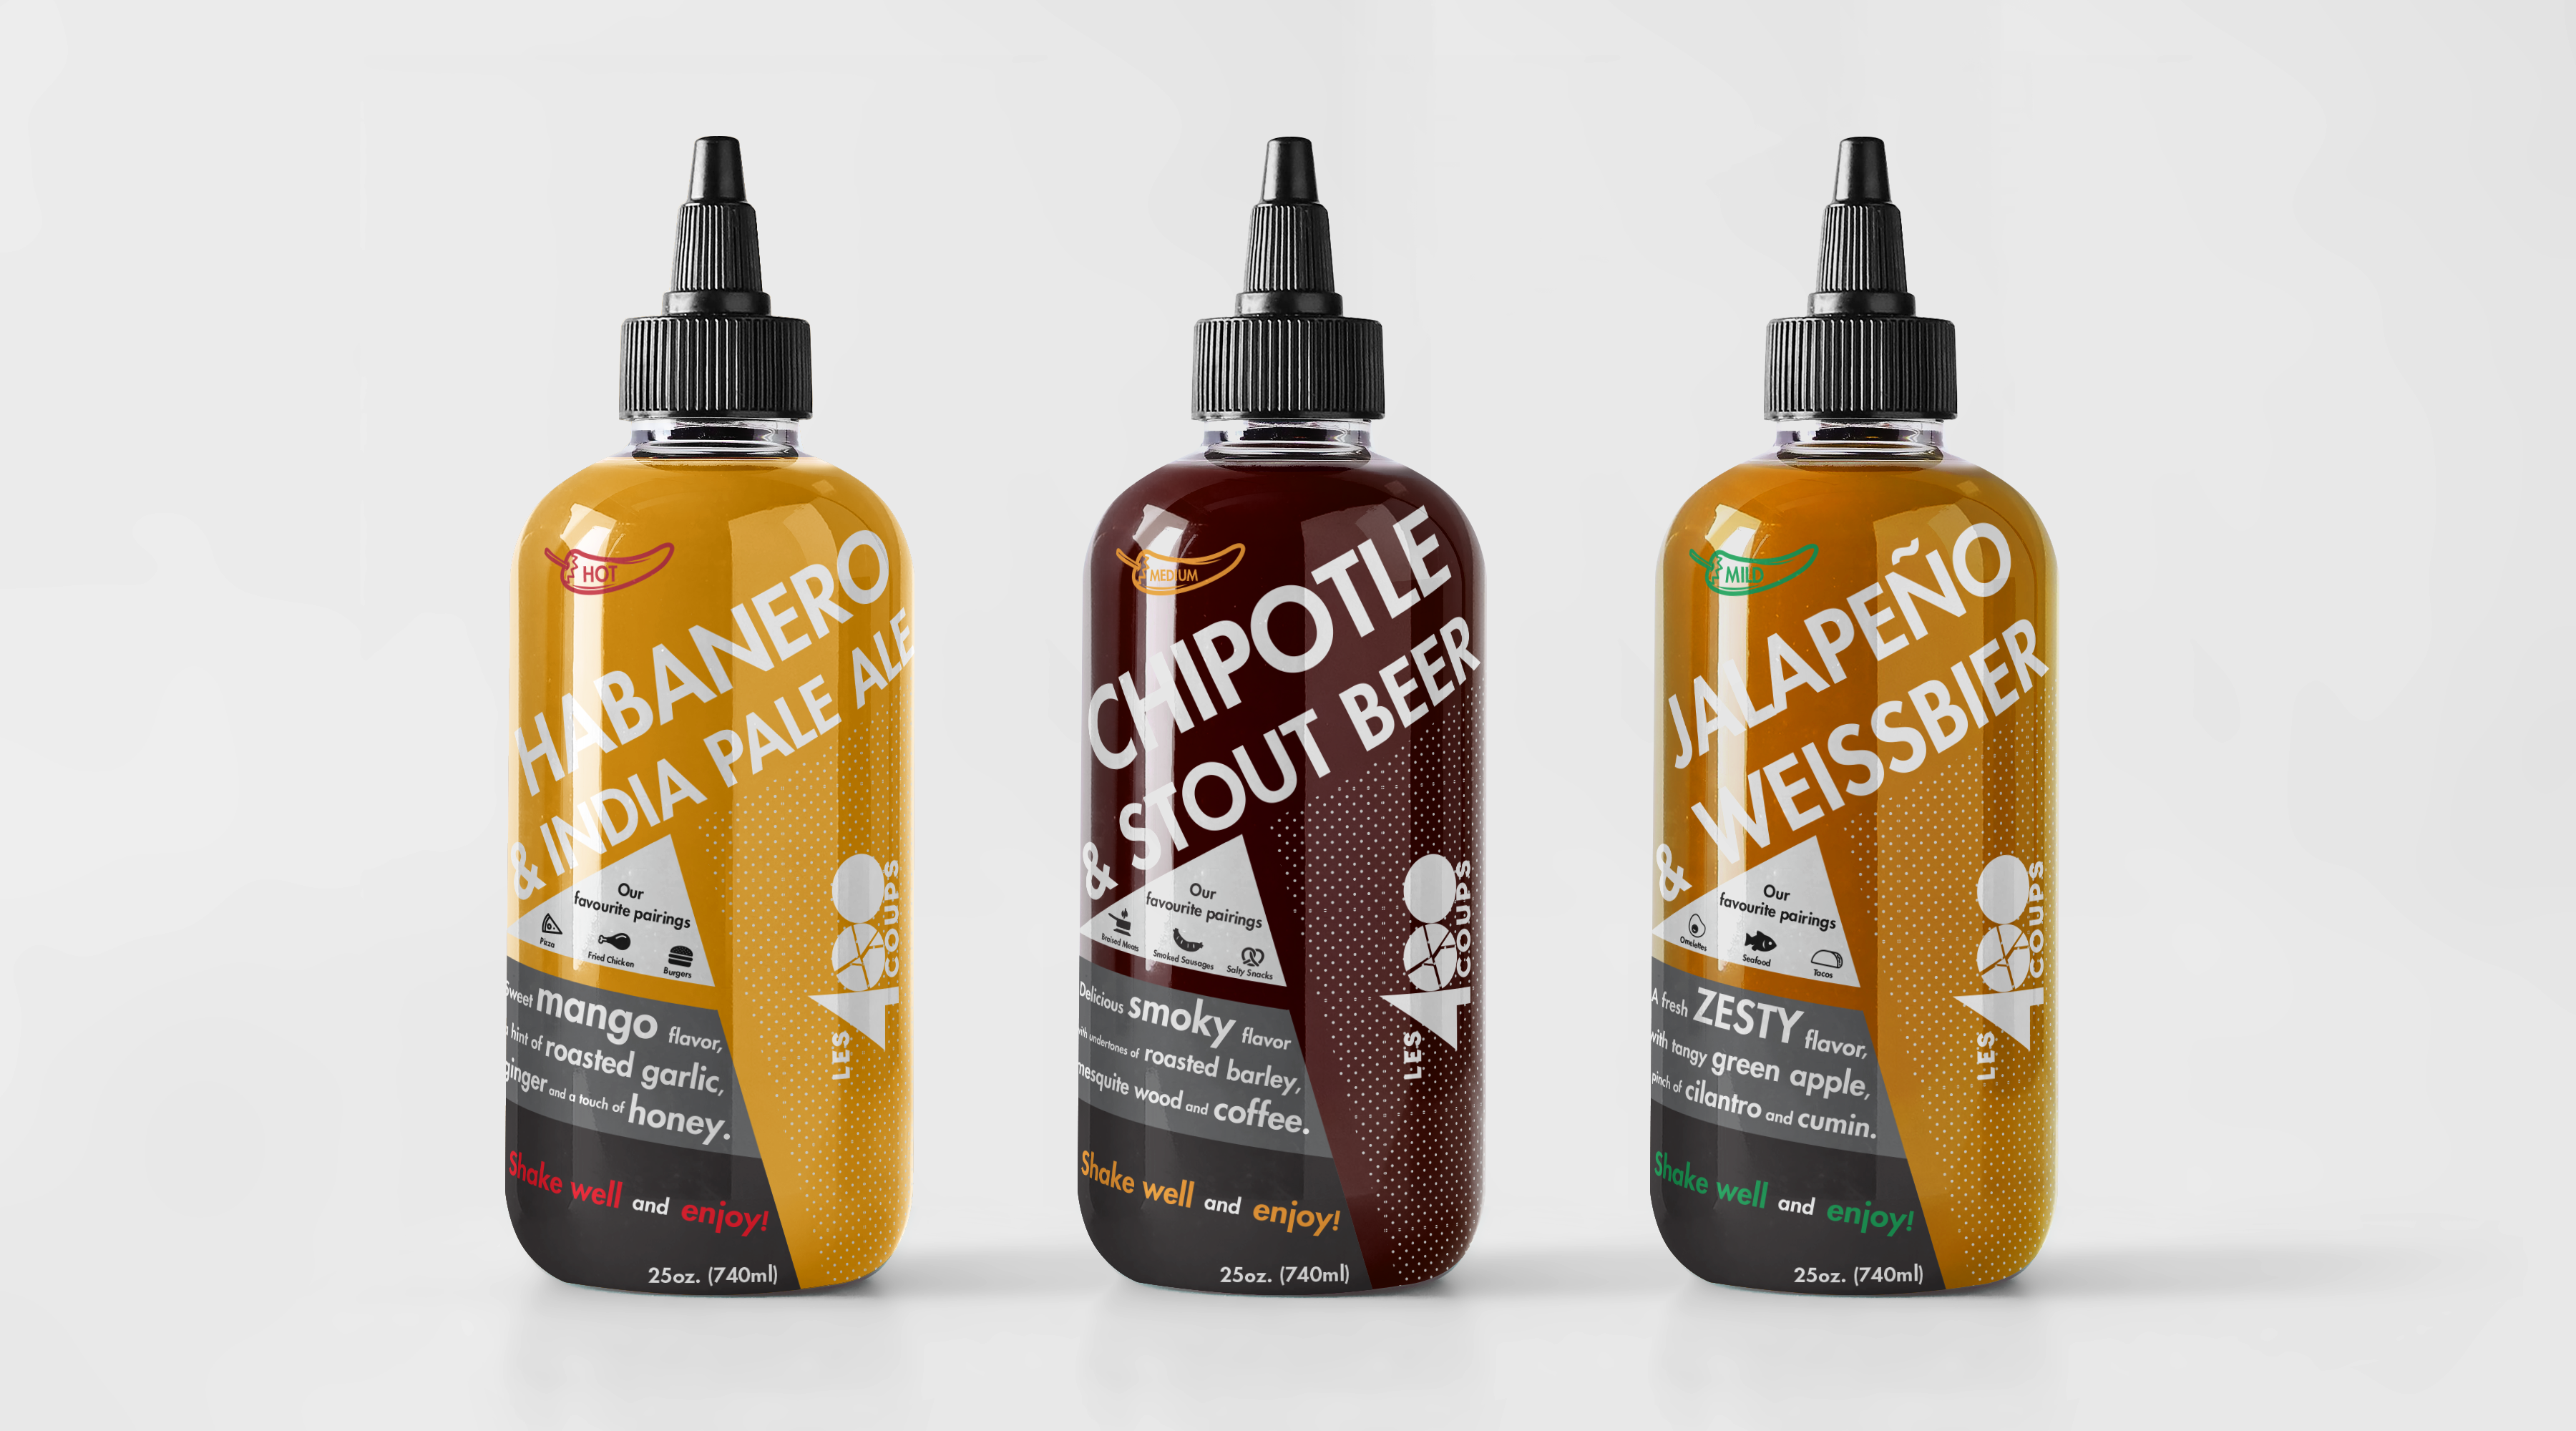 HOT
HABANERO
& INDIA PALE ALE
Our
favourite pairings
Pizza
Fried Chicken
Burgers
Sweet mango flavor,
a hint of roasted garlic,
ginger and a touch of honey.
Shake well and enjoy!
25oz. (740ml)
LES 400 COUPS
MEDIUM
CHIPOTLE
& STOUT BEER
Our
favourite pairings
Braised Meats
Smoked Sausages
Salty Snacks
Delicious smoky flavor
with undertones of roasted barley,
mesquite wood and coffee.
Shake well and enjoy!
25oz. (740ml)
LES 400 COUPS
MILD
JALAPEÑO
& WEISSBIER
Our
favourite pairings
Omelettes
Seafood
Tacos
A fresh ZESTY flavor,
with tangy green apple,
pinch of cilantro and cumin.
Shake well and enjoy!
25oz. (740ml)
LES 400 COUPS